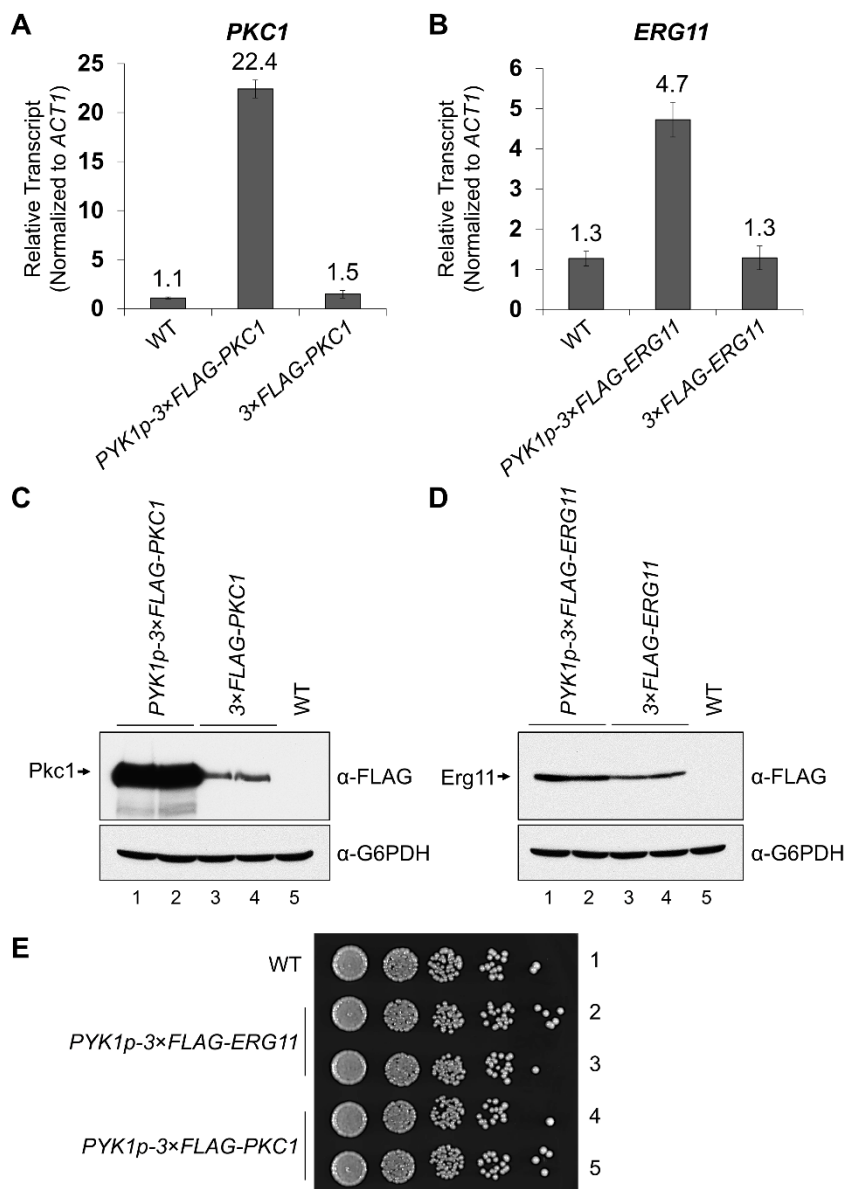 A
PKC1
Relative Transcript
(Normalized to ACT1)
25
20
15
10
5
0
1.1
22.4
1.5
WT
PYK1p-3×FLAG-PKC1
3×FLAG-PKC1
B
ERG11
Relative Transcript
(Normalized to ACT1)
6
5
4
3
2
1
0
1.3
4.7
1.3
WT
PYK1p-3×FLAG-ERG11
3×FLAG-ERG11
C
PYK1p-3×FLAG-PKC1
3×FLAG-PKC1
WT
Pkc1
α-FLAG
α-G6PDH
1 2 3 4 5
D
PYK1p-3×FLAG-ERG11
3×FLAG-ERG11
WT
Erg11
α-FLAG
α-G6PDH
1 2 3 4 5
E
WT
1
PYK1p-3×FLAG-ERG11
2
3
PYK1p-3×FLAG-PKC1
4
5